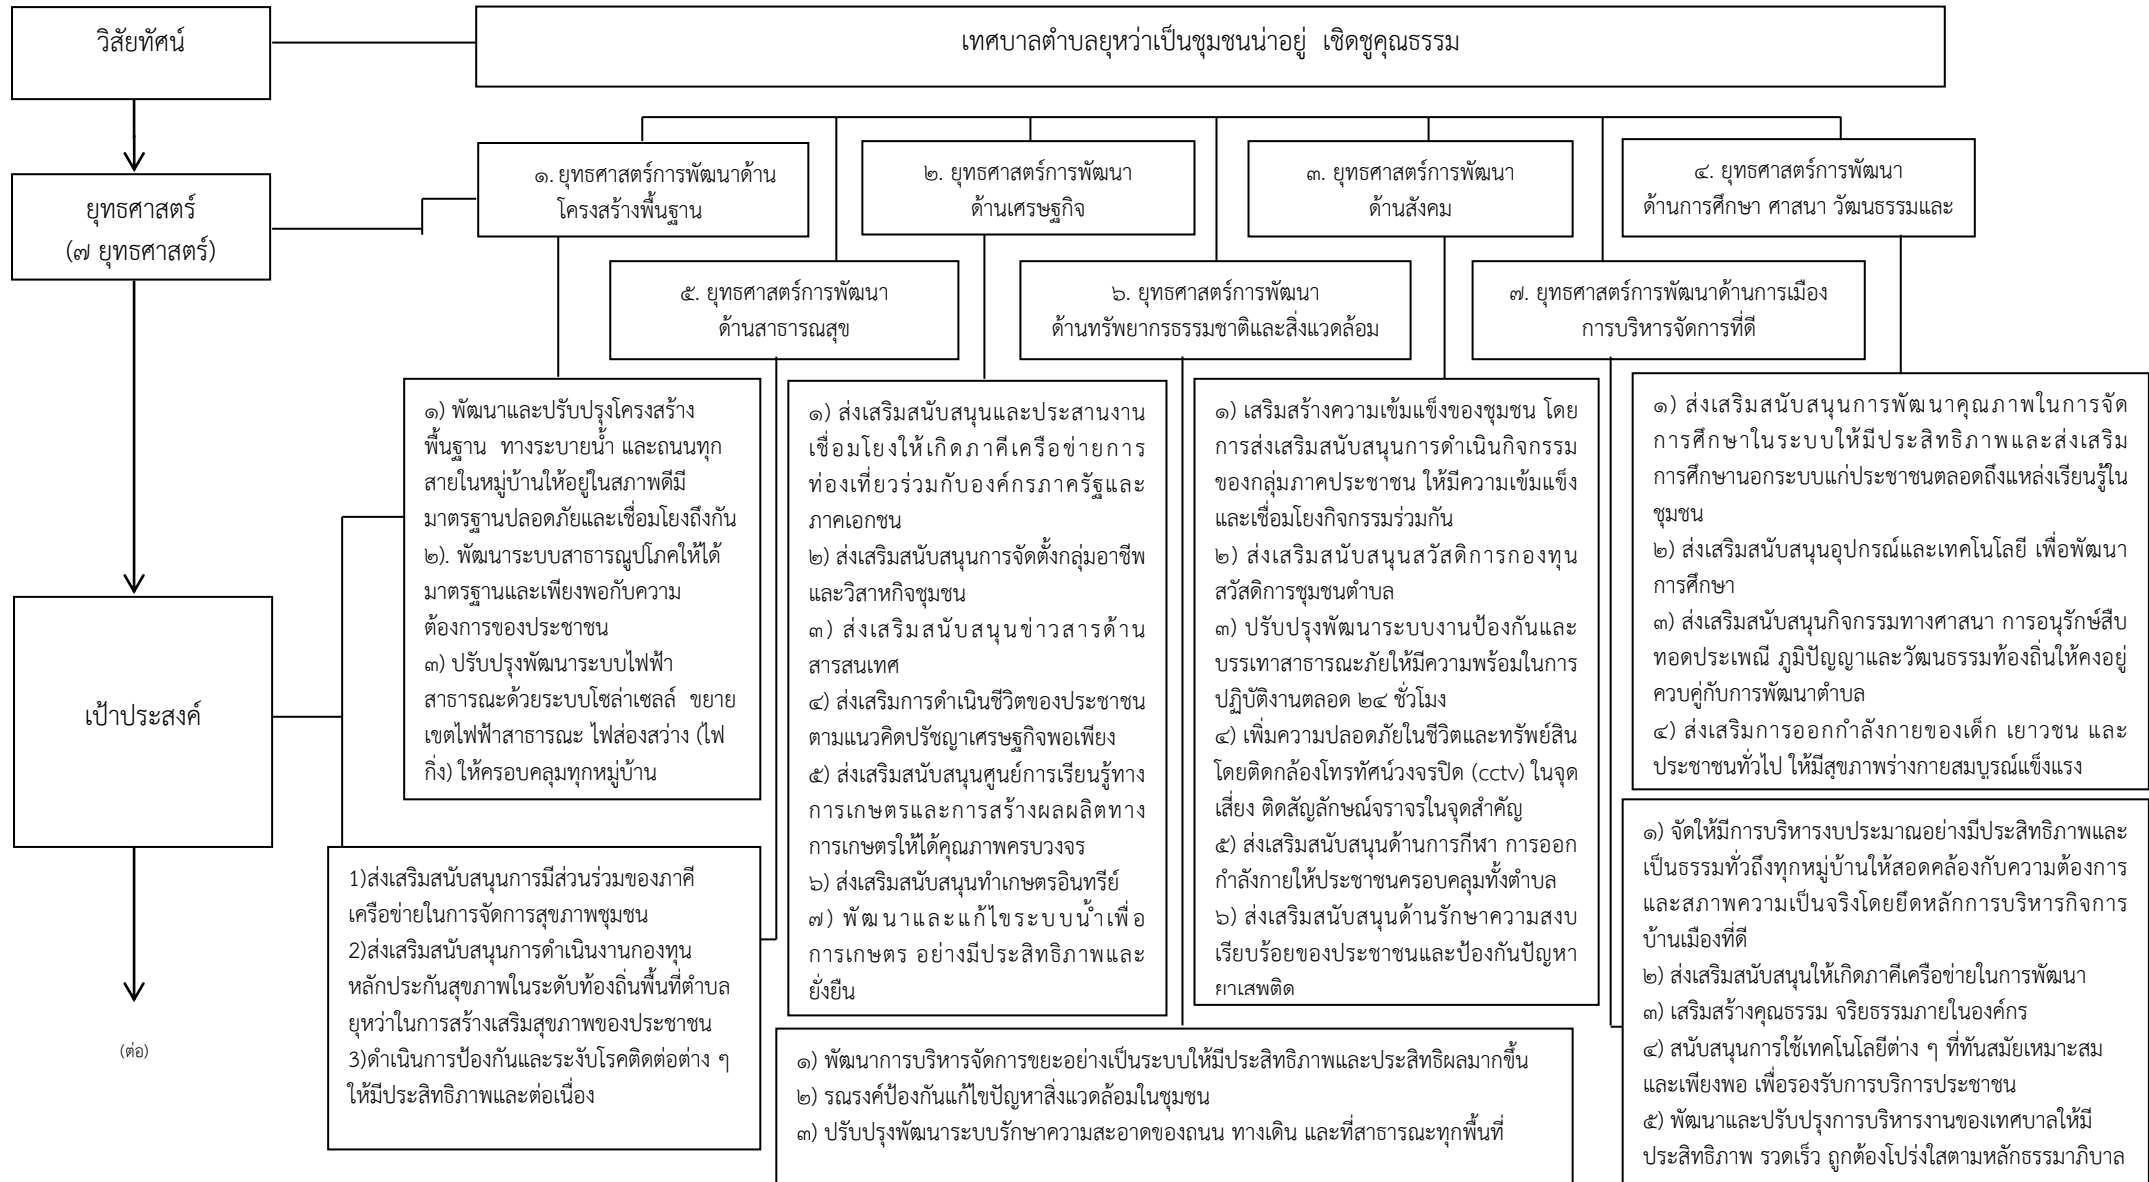 วิสัยทัศน์
เทศบาลตำบลยุหว่าเป็นชุมชนน่าอยู่ เชิดชูคุณธรรม
ยุทธศาสตร์
(๗ ยุทธศาสตร์)
๑. ยุทธศาสตร์การพัฒนาด้าน
โครงสร้างพื้นฐาน
๒. ยุทธศาสตร์การพัฒนา
ด้านเศรษฐกิจ
๓. ยุทธศาสตร์การพัฒนา
ด้านสังคม
๔. ยุทธศาสตร์การพัฒนา
ด้านการศึกษา ศาสนา วัฒนธรรมและ
๕. ยุทธศาสตร์การพัฒนา
ด้านสาธารณสุข
๖. ยุทธศาสตร์การพัฒนา
ด้านทรัพยากรธรรมชาติและสิ่งแวดล้อม
๗. ยุทธศาสตร์การพัฒนาด้านการเมือง
การบริหารจัดการที่ดี
เป้าประสงค์
๑) พัฒนาและปรับปรุงโครงสร้าง
พื้นฐาน ทางระบายน้ำ และถนนทุก
สายในหมู่บ้านให้อยู่ในสภาพดีมี
มาตรฐานปลอดภัยและเชื่อมโยงถึงกัน
๒). พัฒนาระบบสาธารณูปโภคให้ได้
มาตรฐานและเพียงพอกับความ
ต้องการของประชาชน
๓) ปรับปรุงพัฒนาระบบไฟฟ้า
สาธารณะด้วยระบบโซล่าเซลล์ ขยาย
เขตไฟฟ้าสาธารณะ ไฟส่องสว่าง (ไฟ
กิ่ง) ให้ครอบคลุมทุกหมู่บ้าน
๑) ส่งเสริมสนับสนุนและประสานงาน
เชื่อมโยงให้เกิดภาคีเครือข่ายการ
ท่องเที่ยวร่วมกับองค์กรภาครัฐและ
ภาคเอกชน
๒) ส่งเสริมสนับสนุนการจัดตั้งกลุ่มอาชีพ
และวิสาหกิจชุมชน
๓) ส่งเสริมสนับสนุนข่าวสารด้าน
สารสนเทศ
๔) ส่งเสริมการดำเนินชีวิตของประชาชน
ตามแนวคิดปรัชญาเศรษฐกิจพอเพียง
๕) ส่งเสริมสนับสนุนศูนย์การเรียนรู้ทาง
การเกษตรและการสร้างผลผลิตทาง
การเกษตรให้ได้คุณภาพครบวงจร
๖) ส่งเสริมสนับสนุนทำเกษตรอินทรีย์
๗) พัฒนาและแก้ไขระบบน้ำเพื่อ
การเกษตร อย่างมีประสิทธิภาพและ
ยั่งยืน
๑) เสริมสร้างความเข้มแข็งของชุมชน โดย
การส่งเสริมสนับสนุนการดำเนินกิจกรรม
ของกลุ่มภาคประชาชน ให้มีความเข้มแข็ง
และเชื่อมโยงกิจกรรมร่วมกัน
๒) ส่งเสริมสนับสนุนสวัสดิการกองทุน
สวัสดิการชุมชนตำบล
๓) ปรับปรุงพัฒนาระบบงานป้องกันและ
บรรเทาสาธารณะภัยให้มีความพร้อมในการ
ปฏิบัติงานตลอด ๒๔ ชั่วโมง
๔) เพิ่มความปลอดภัยในชีวิตและทรัพย์สิน
โดยติดกล้องโทรทัศน์วงจรปิด (cctv) ในจุด
เสี่ยง ติดสัญลักษณ์จราจรในจุดสำคัญ
๕) ส่งเสริมสนับสนุนด้านการกีฬา การออก
กำลังกายให้ประชาชนครอบคลุมทั้งตำบล
๖) ส่งเสริมสนับสนุนด้านรักษาความสงบ
เรียบร้อยของประชาชนและป้องกันปัญหา
ยาเสพติด
๑) ส่งเสริมสนับสนุนการพัฒนาคุณภาพในการจัด
การศึกษาในระบบให้มีประสิทธิภาพและส่งเสริม
การศึกษานอกระบบแก่ประชาชนตลอดถึงแหล่งเรียนรู้ใน
ชุมชน
๒) ส่งเสริมสนับสนุนอุปกรณ์และเทคโนโลยี เพื่อพัฒนา
การศึกษา
๓) ส่งเสริมสนับสนุนกิจกรรมทางศาสนา การอนุรักษ์สืบ
ทอดประเพณี ภูมิปัญญาและวัฒนธรรมท้องถิ่นให้คงอยู่
ควบคู่กับการพัฒนาตำบล
๔) ส่งเสริมการออกกำลังกายของเด็ก เยาวชน และ
ประชาชนทั่วไป ให้มีสุขภาพร่างกายสมบูรณ์แข็งแรง
1)ส่งเสริมสนับสนุนการมีส่วนร่วมของภาคี
เครือข่ายในการจัดการสุขภาพชุมชน
2)ส่งเสริมสนับสนุนการดำเนินงานกองทุน
หลักประกันสุขภาพในระดับท้องถิ่นพื้นที่ตำบล
ยุหว่าในการสร้างเสริมสุขภาพของประชาชน
3)ดำเนินการป้องกันและระงับโรคติดต่อต่าง ๆ
ให้มีประสิทธิภาพและต่อเนื่อง
๑) พัฒนาการบริหารจัดการขยะอย่างเป็นระบบให้มีประสิทธิภาพและประสิทธิผลมากขึ้น
๒) รณรงค์ป้องกันแก้ไขปัญหาสิ่งแวดล้อมในชุมชน
๓) ปรับปรุงพัฒนาระบบรักษาความสะอาดของถนน ทางเดิน และที่สาธารณะทุกพื้นที่
๑) จัดให้มีการบริหารงบประมาณอย่างมีประสิทธิภาพและ
เป็นธรรมทั่วถึงทุกหมู่บ้านให้สอดคล้องกับความต้องการ
และสภาพความเป็นจริงโดยยึดหลักการบริหารกิจการ
บ้านเมืองที่ดี
๒) ส่งเสริมสนับสนุนให้เกิดภาคีเครือข่ายในการพัฒนา
๓) เสริมสร้างคุณธรรม จริยธรรมภายในองค์กร
๔) สนับสนุนการใช้เทคโนโลยีต่าง ๆ ที่ทันสมัยเหมาะสม
และเพียงพอ เพื่อรองรับการบริการประชาชน
๕) พัฒนาและปรับปรุงการบริหารงานของเทศบาลให้มี
ประสิทธิภาพ รวดเร็ว ถูกต้องโปร่งใสตามหลักธรรมาภิบาล
(ต่อ)